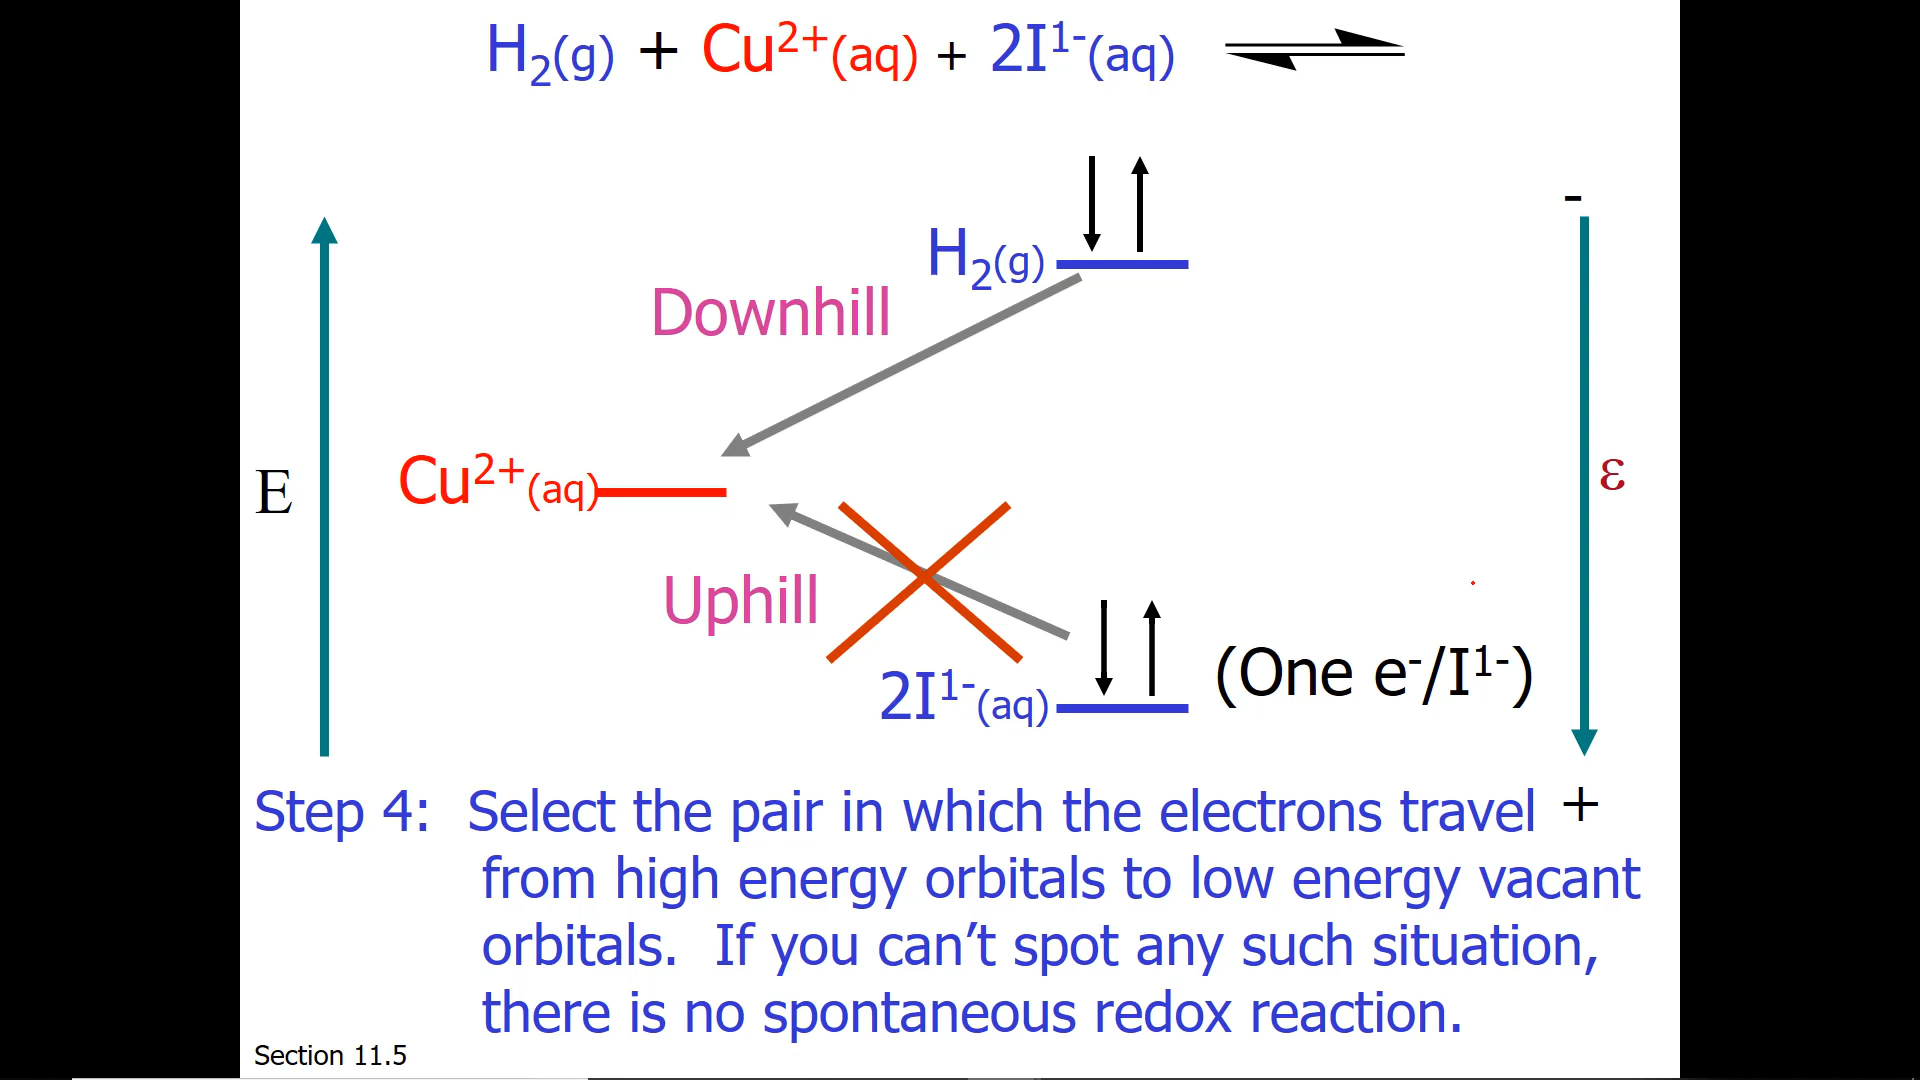 H₂(g) + Cu²⁺(aq) + 2I¹⁻(aq) ⇌
-
H₂(g)
Downhill
E
Cu²⁺(aq)
ε
Uphill
2I¹⁻(aq)
(One e⁻/I¹⁻)
Step 4: Select the pair in which the electrons travel
+
from high energy orbitals to low energy vacant
orbitals. If you can’t spot any such situation,
there is no spontaneous redox reaction.
Section 11.5